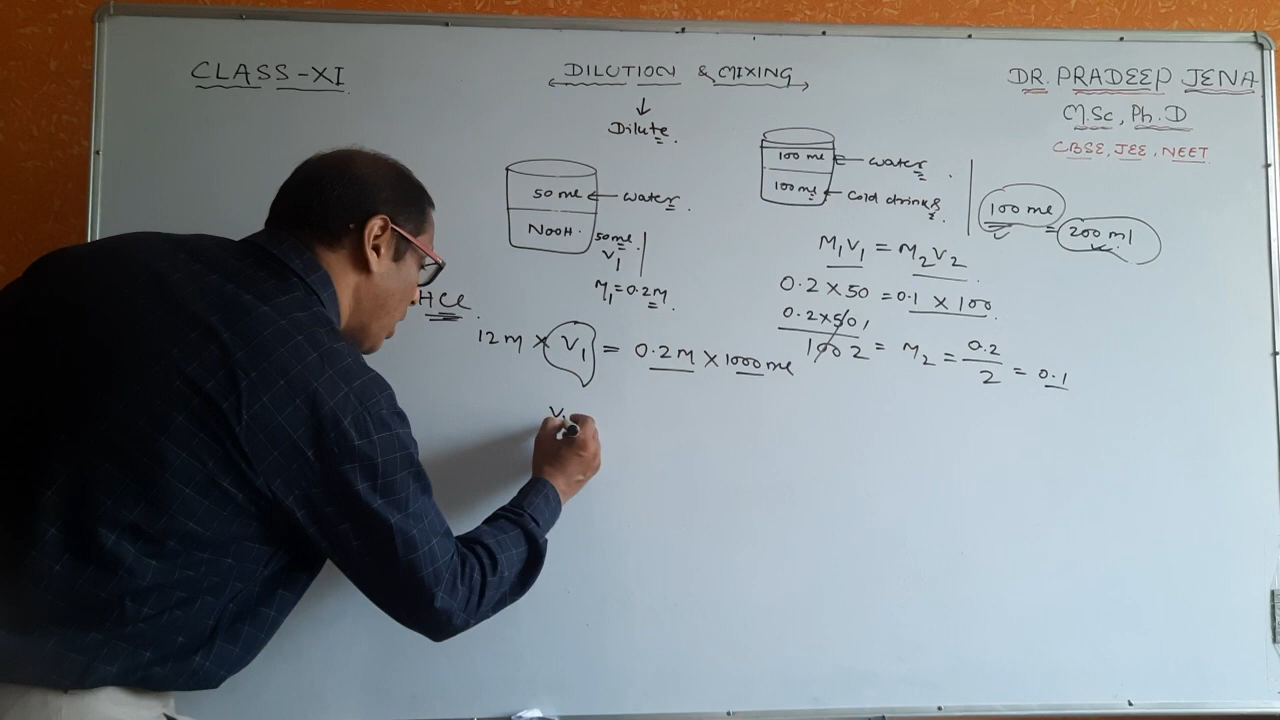 CLASS-XI
DILUTION & MIXING
↓
Dilute.
DR. PRADEEP JENA
M.Sc, Ph.D
CBSE, JEE, NEET
50 ml ← water.
NaOH.
50 ml.
V₁
M₁=0.2M.
100 ml ← water.
100 ml ← Cold drinks.
100 ml = 200 ml
M₁V₁ = M₂V₂
0.2 × 50 = 0.1 × 100
0.2×50 / 100 2 = M₂ = 0.2 / 2 = 0.1
HCl.
12M × V₁ = 0.2M × 1000 ml
V₁